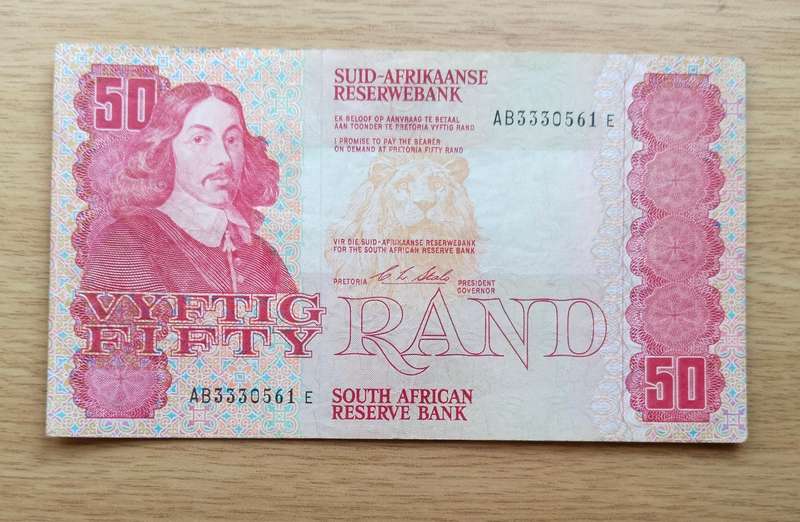 50
SUID-AFRIKAANSE
RESERWEBANK
EK BELOOF OP AANVRAAG TE BETAAL
AAN TOONDER TE PRETORIA VYFTIG RAND
AB3330561 E
I PROMISE TO PAY THE BEARER
ON DEMAND AT PRETORIA FIFTY RAND
VIR DIE SUID-AFRIKAANSE RESERWEBANK
FOR THE SOUTH AFRICAN RESERVE BANK
PRETORIA
PRESIDENT
GOVERNOR
VYFTIG
FIFTY
RAND
AB3330561 E
SOUTH AFRICAN
RESERVE BANK
50